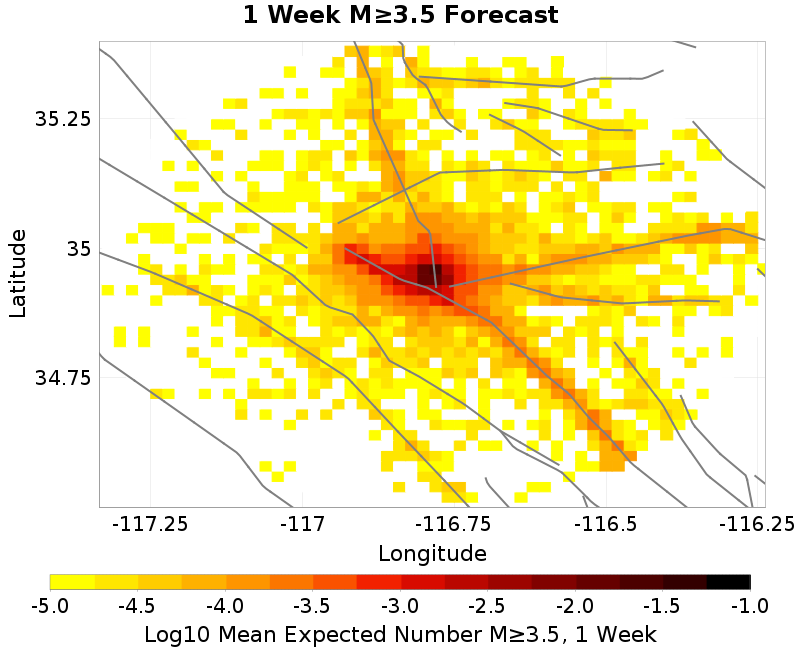 1 Week M≥3.5 Forecast
35.25
35
34.75
Latitude
-117.25 -117 -116.75 -116.5 -116.25
Longitude
-5.0 -4.5 -4.0 -3.5 -3.0 -2.5 -2.0 -1.5 -1.0
Log10 Mean Expected Number M≥3.5, 1 Week